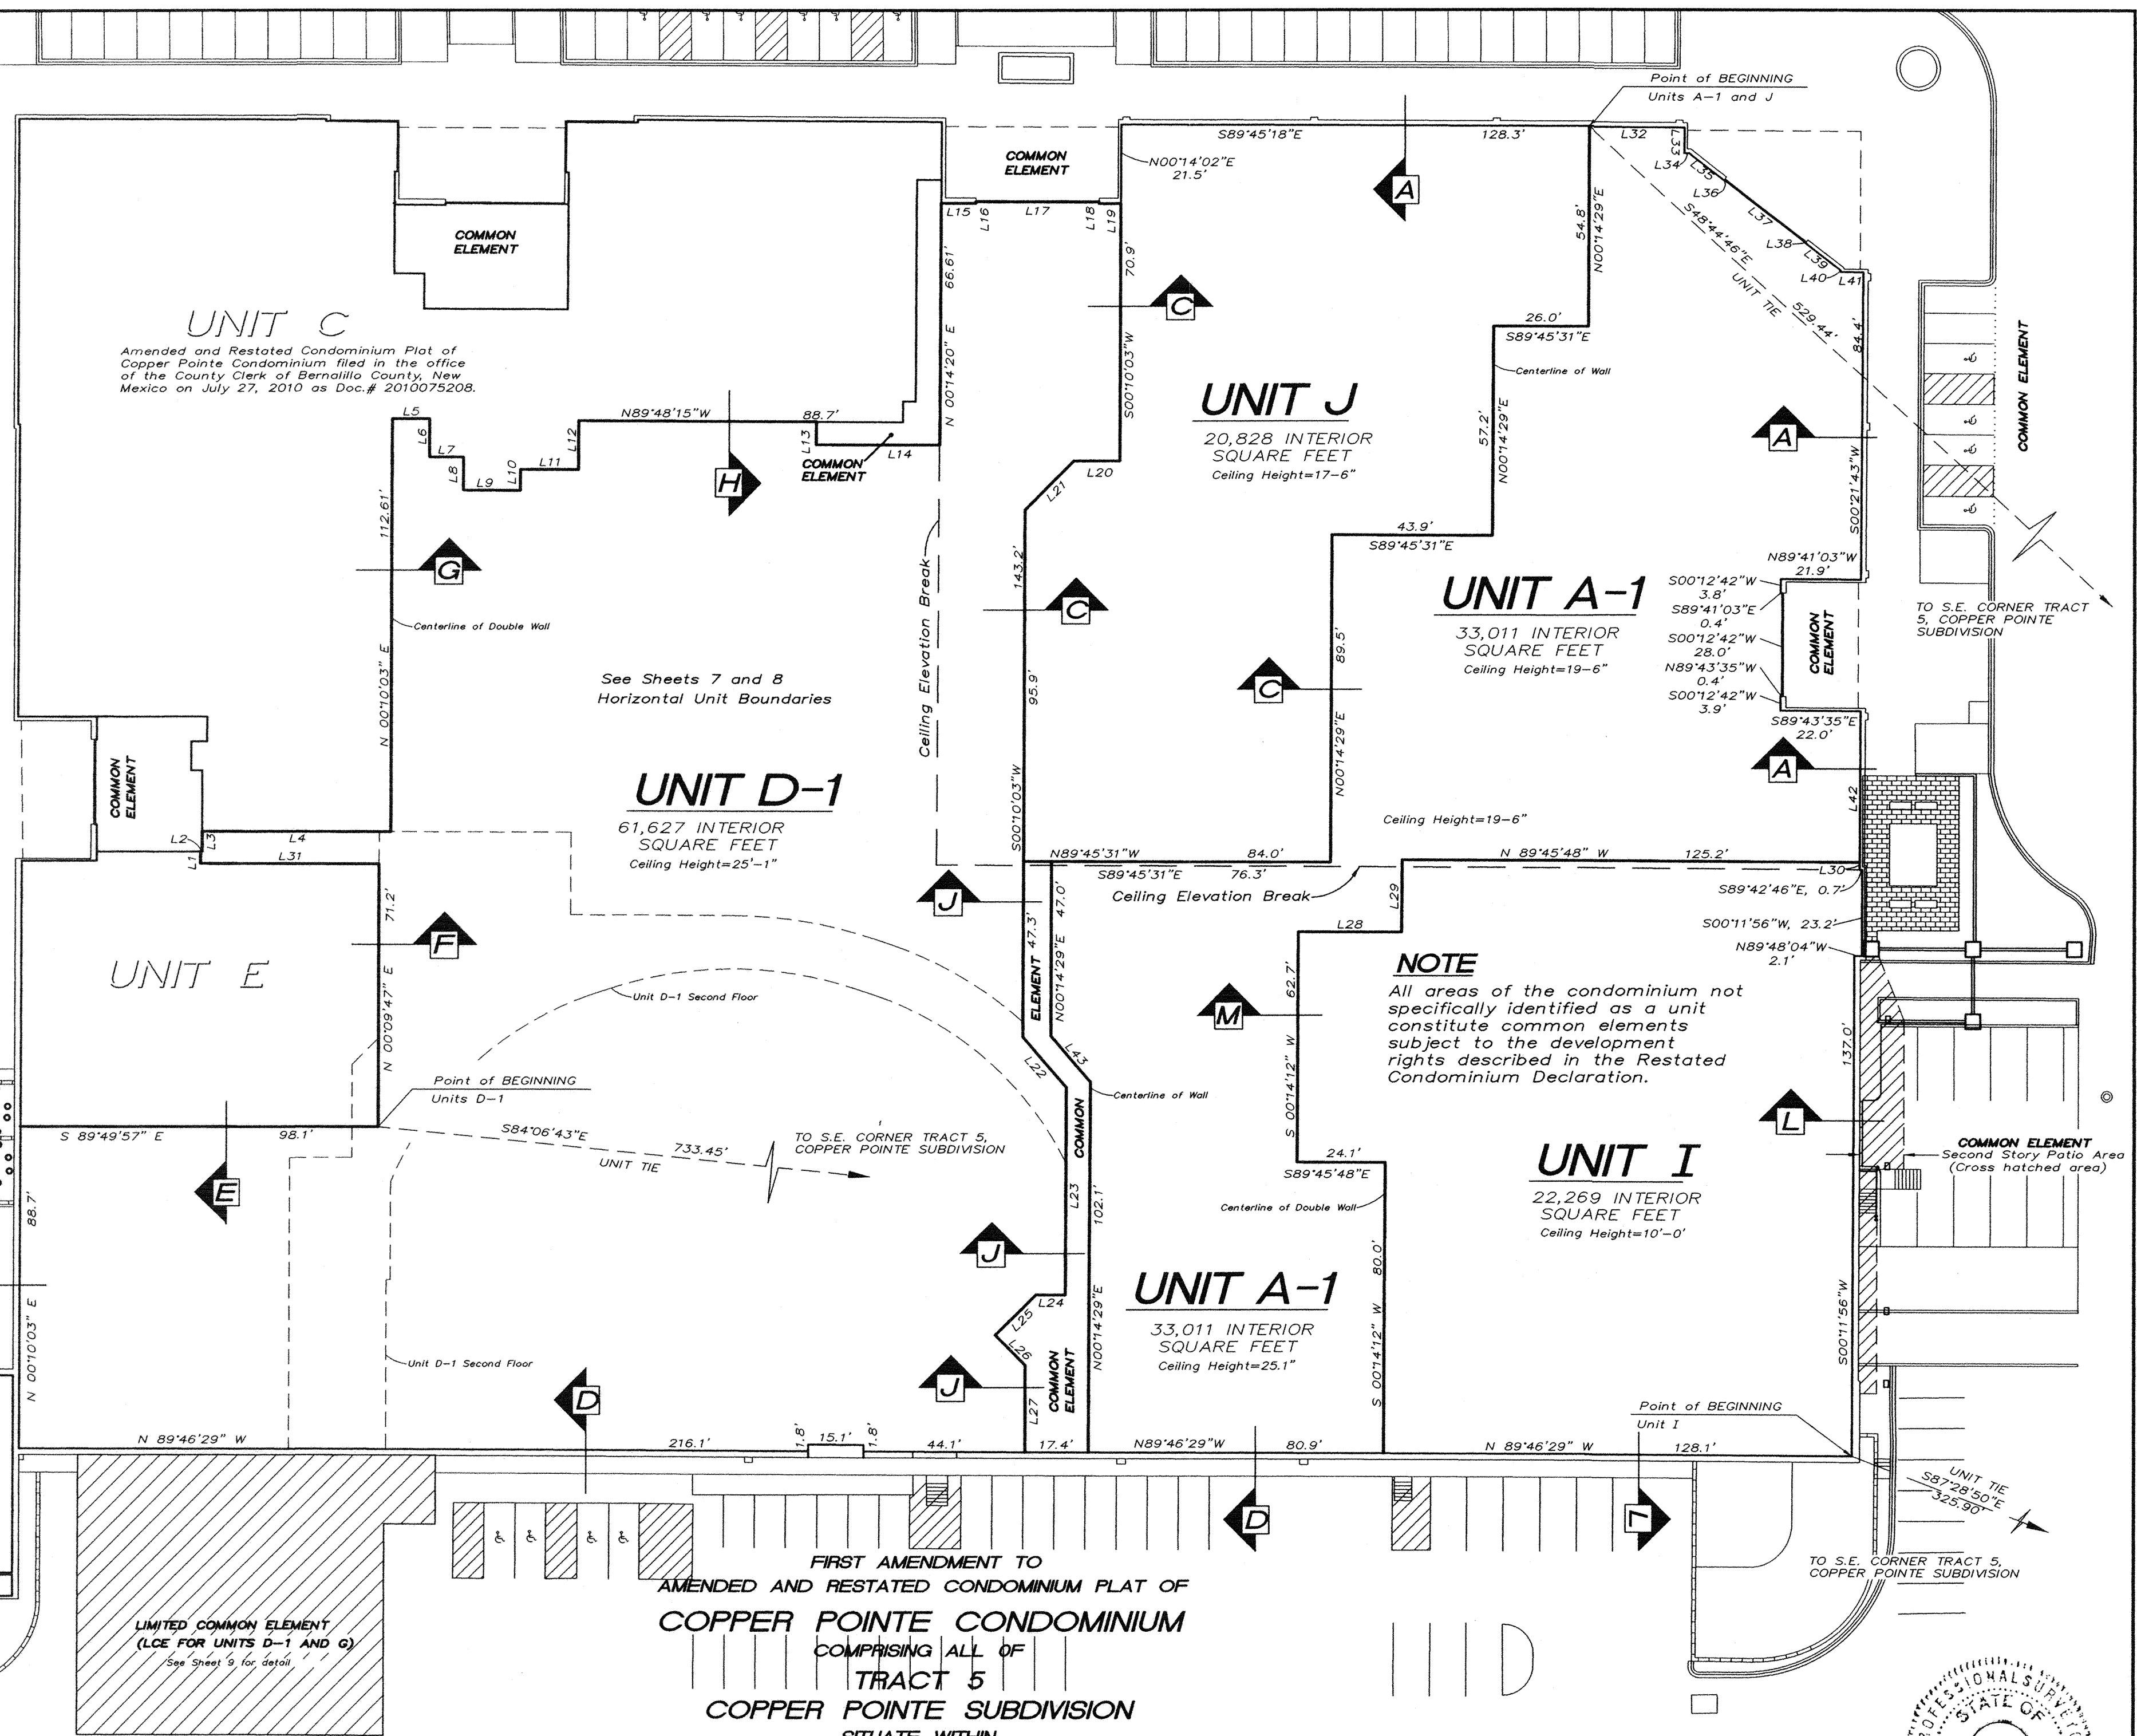 Point of BEGINNING
Units A-1 and J
S89°45'18"E
128.3'
L32
L33
L34
L35
L36
L37
L38
L39
L40
L41
COMMON
ELEMENT
N00°14'02"E
21.5'
A
54.8'
N00°14'29"E
S48°44'46"E
529.44'
UNIT TIE
84.4'
S00°21'43"W
COMMON ELEMENT
COMMON
ELEMENT
L15
L16
L17
L18
L19
66.61'
N 00°14'20" E
70.9'
S00°10'03"W
C
26.0'
S89°45'31"E
Centerline of Wall
UNIT C
Amended and Restated Condominium Plat of
Copper Pointe Condominium filed in the office
of the County Clerk of Bernalillo County, New
Mexico on July 27, 2010 as Doc.# 2010075208.
UNIT J
20,828 INTERIOR
SQUARE FEET
Ceiling Height=17-6"
57.2'
N00°14'29"E
A
L5
L6
L7
L8
L9
L10
L11
L12
N89°48'15"W
88.7'
L13
L14
COMMON
ELEMENT
H
L20
L21
112.61'
N 00°10'03" E
G
Centerline of Double Wall
Ceiling Elevation Break
143.2'
95.9'
S00°10'03"W
C
43.9'
S89°45'31"E
UNIT A-1
33,011 INTERIOR
SQUARE FEET
Ceiling Height=19-6"
N89°41'03"W
21.9'
S00°12'42"W
3.8'
S89°41'03"E
0.4'
S00°12'42"W
28.0'
N89°43'35"W
0.4'
S00°12'42"W
3.9'
S89°43'35"E
22.0'
COMMON
ELEMENT
TO S.E. CORNER TRACT
5, COPPER POINTE
SUBDIVISION
89.5'
N00°14'29"E
C
A
L42
See Sheets 7 and 8
Horizontal Unit Boundaries
UNIT D-1
61,627 INTERIOR
SQUARE FEET
Ceiling Height=25'-1"
COMMON
ELEMENT
L1
L2
L3
L4
L31
Ceiling Height=19-6"
N89°45'31"W
84.0'
S89°45'31"E
76.3'
N 89°45'48" W
125.2'
L30
S89°42'46"E, 0.7'
S00°11'56"W, 23.2'
N89°48'04"W
2.1'
Ceiling Elevation Break
L29
L28
J
ELEMENT
47.3'
47.0'
N00°14'29"E
71.2'
N 00°09'47" E
F
UNIT E
Unit D-1 Second Floor
L22
L43
62.7'
S 00°14'12" W
M
NOTE
All areas of the condominium not
specifically identified as a unit
constitute common elements
subject to the development
rights described in the Restated
Condominium Declaration.
137.0'
Point of BEGINNING
Units D-1
Centerline of Wall
S 89°49'57" E
98.1'
S84°06'43"E
733.45'
UNIT TIE
TO S.E. CORNER TRACT 5,
COPPER POINTE SUBDIVISION
COMMON
L
COMMON ELEMENT
Second Story Patio Area
(Cross hatched area)
24.1'
S89°45'48"E
UNIT I
22,269 INTERIOR
SQUARE FEET
Ceiling Height=10'-0'
E
88.7'
N 00°10'03" E
L23
102.1'
Centerline of Double Wall
J
80.0'
S 00°14'12" W
UNIT A-1
33,011 INTERIOR
SQUARE FEET
Ceiling Height=25.1"
L24
L25
L26
L27
N00°14'29"E
COMMON
ELEMENT
S00°11'56"W
Unit D-1 Second Floor
D
J
Point of BEGINNING
Unit I
N 89°46'29" W
216.1'
1.8'
15.1'
1.8'
44.1'
17.4'
N89°46'29"W
80.9'
N 89°46'29" W
128.1'
UNIT TIE
S87°28'50"E
325.90'
D
7
TO S.E. CORNER TRACT 5,
COPPER POINTE SUBDIVISION
LIMITED COMMON ELEMENT
(LCE FOR UNITS D-1 AND G)
See Sheet 9 for detail
FIRST AMENDMENT TO
AMENDED AND RESTATED CONDOMINIUM PLAT OF
COPPER POINTE CONDOMINIUM
COMPRISING ALL OF
TRACT 5
COPPER POINTE SUBDIVISION
SITUATE WITHIN
STATE OF